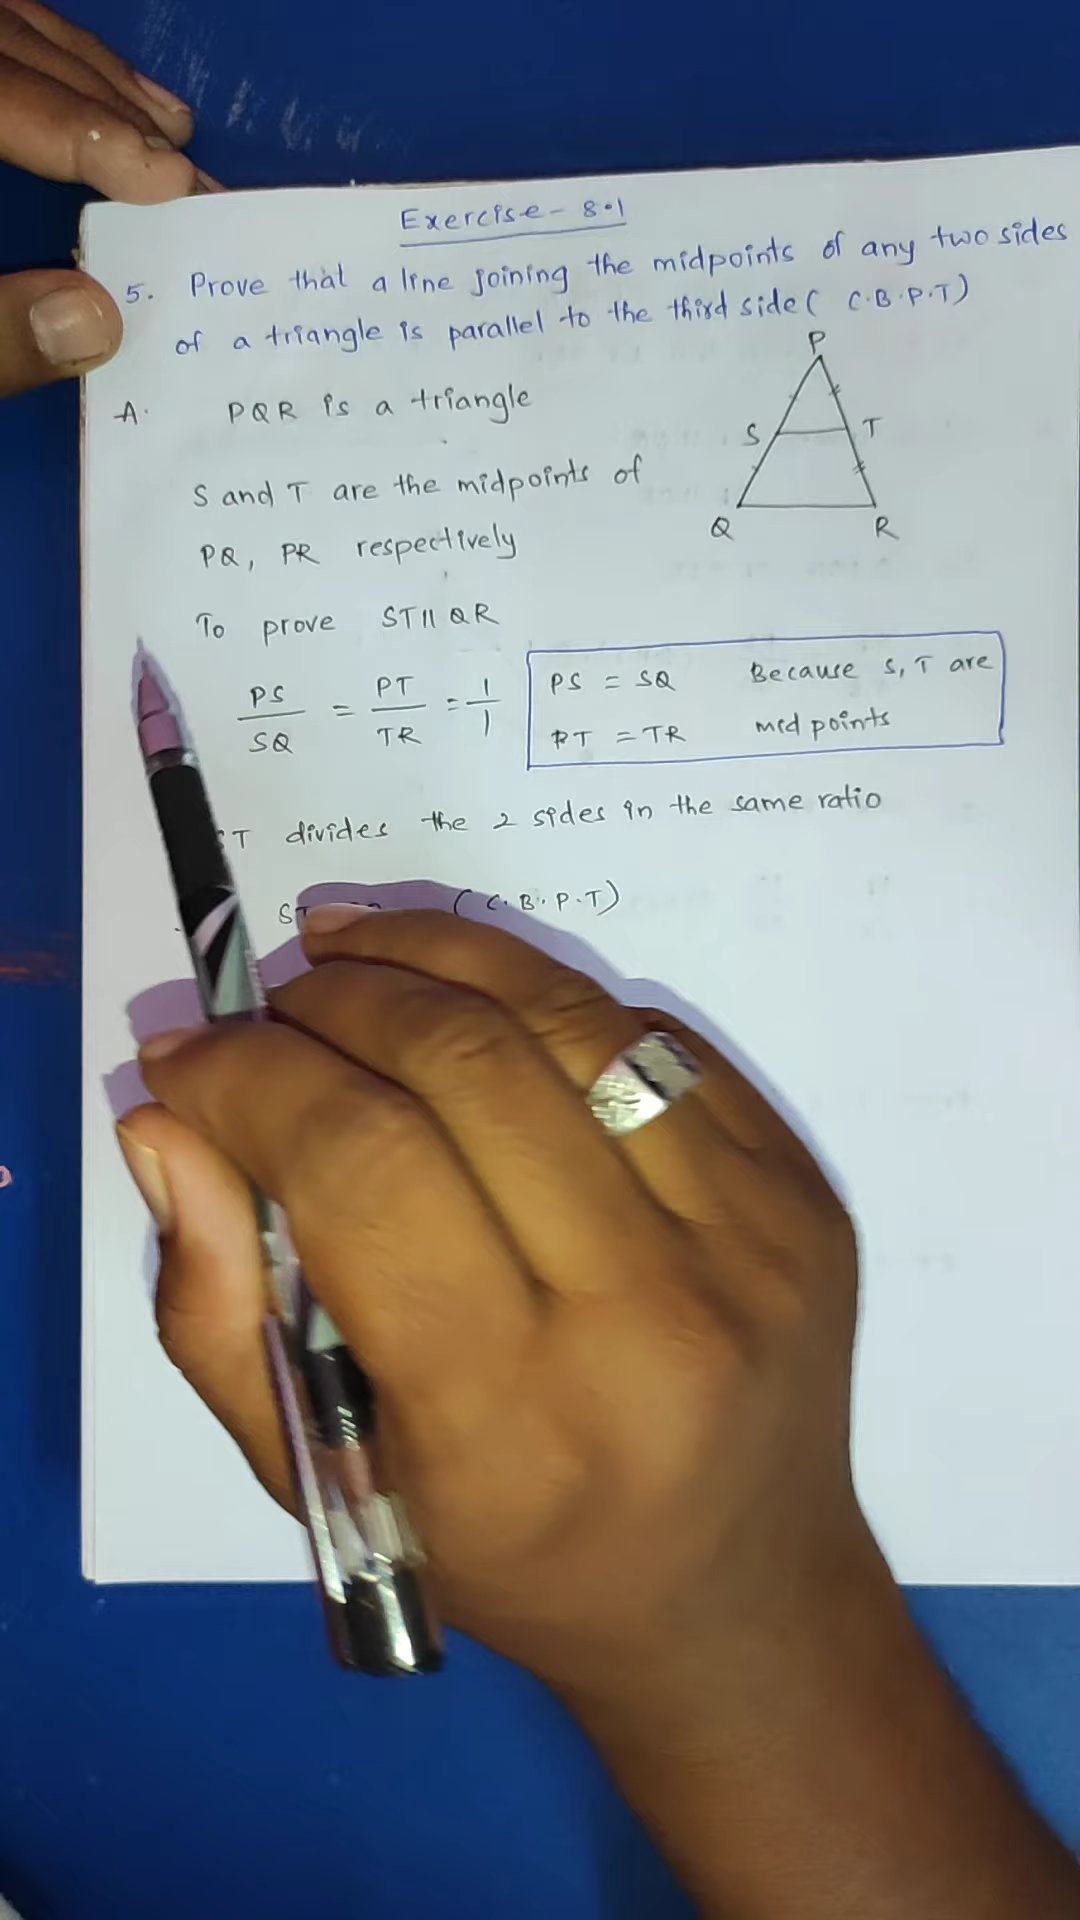 Exercise - 8.1
5. Prove that a line joining the midpoints of any two sides
of a triangle is parallel to the third side ( C.B.P.T)
P
A. PQR is a triangle
S T
S and T are the midpoints of
Q R
PQ, PR respectively
To prove ST || QR
PS/SQ = PT/TR = 1/1
PS = SQ Because S, T are
PT = TR mid points
ST divides the 2 sides in the same ratio
(C.B.P.T)